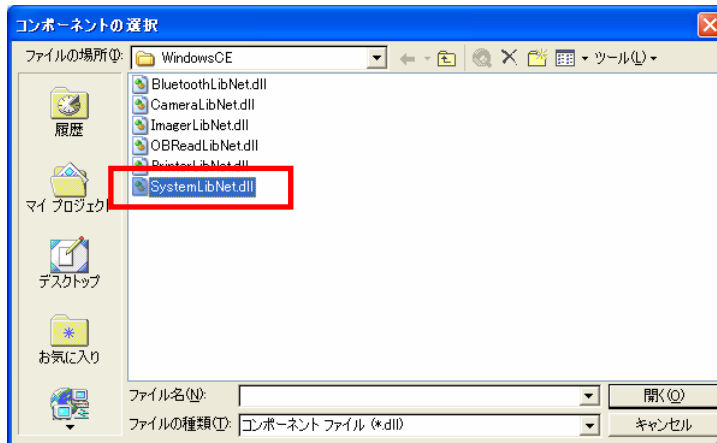 コンポーネントの選択
ファイルの場所(I):
WindowsCE
ツール(L)
履歴
マイ プロジェクト
デスクトップ
お気に入り
BluetoothLibNet.dll
CameraLibNet.dll
ImagerLibNet.dll
OBReadLibNet.dll
PrinterLibNet.dll
SystemLibNet.dll
ファイル名(N):
開く(O)
ファイルの種類(T):
コンポーネント ファイル (*.dll)
キャンセル